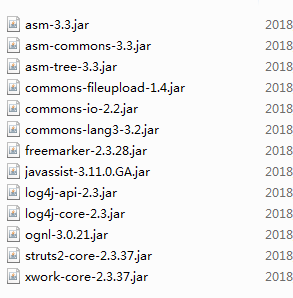 asm-3.3.jar 2018
asm-commons-3.3.jar 2018
asm-tree-3.3.jar 2018
commons-fileupload-1.4.jar 2018
commons-io-2.2.jar 2018
commons-lang3-3.2.jar 2018
freemarker-2.3.28.jar 2018
javassist-3.11.0.GA.jar 2018
log4j-api-2.3.jar 2018
log4j-core-2.3.jar 2018
ognl-3.0.21.jar 2018
struts2-core-2.3.37.jar 2018
xwork-core-2.3.37.jar 2018